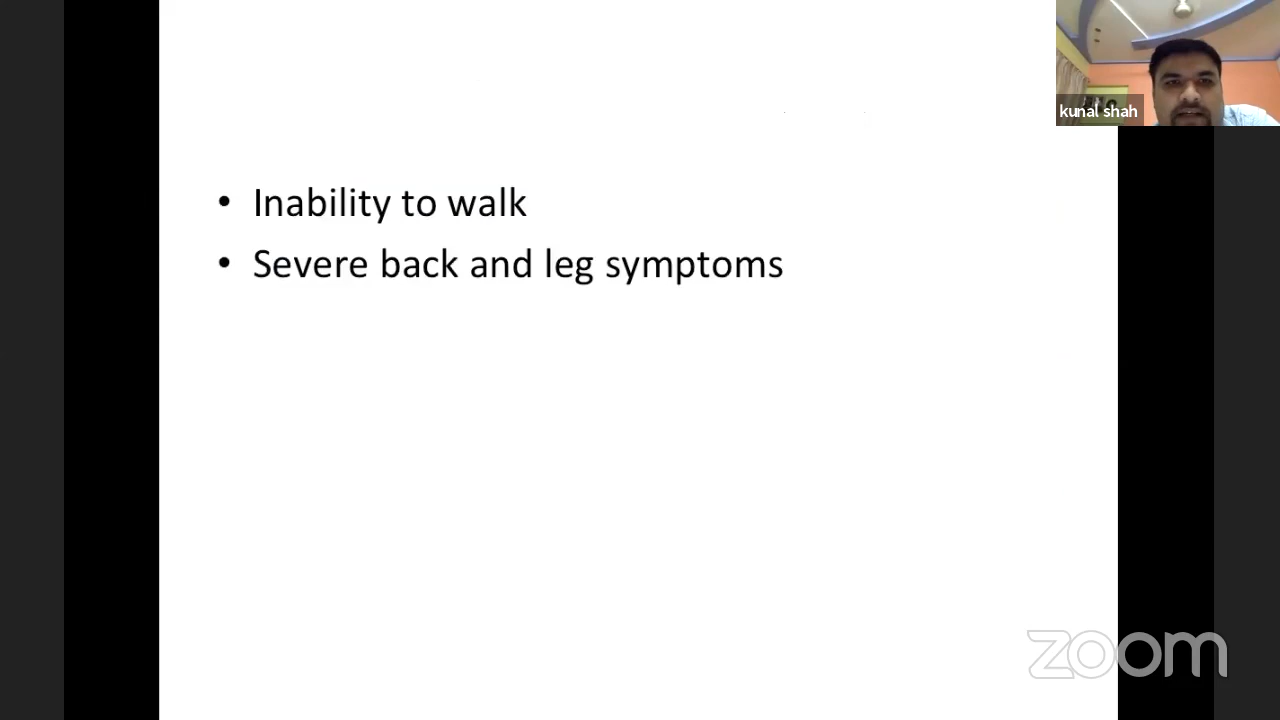 kunal shah
• Inability to walk
• Severe back and leg symptoms
zoom